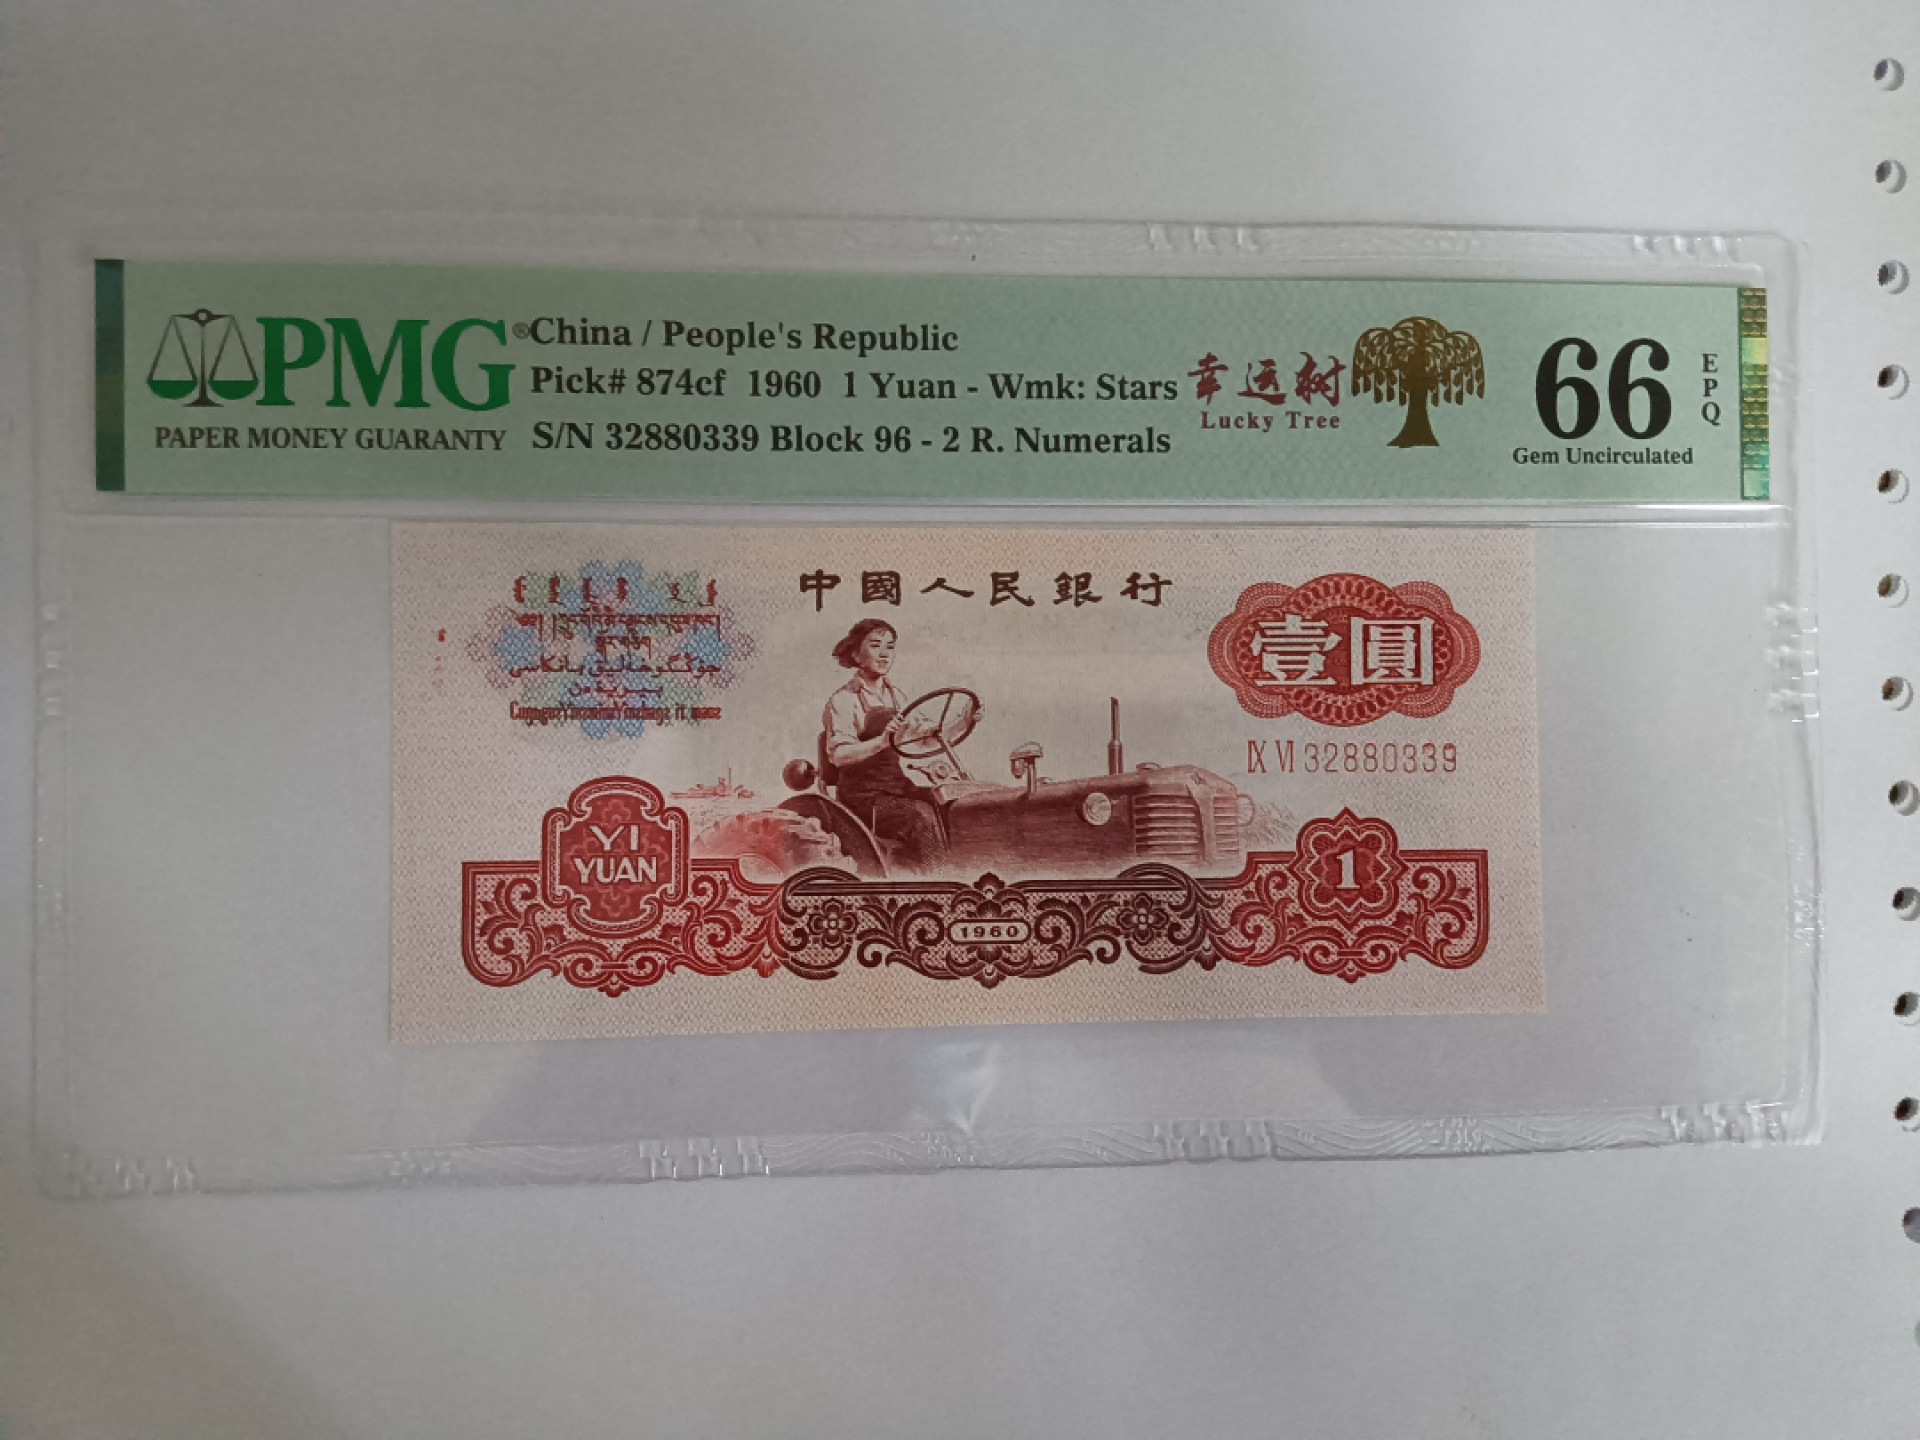 PMG®
PAPER MONEY GUARANTY
China / People's Republic
Pick# 874cf 1960 1 Yuan - Wmk: Stars
S/N 32880339 Block 96 - 2 R. Numerals
幸运树
Lucky Tree
66
EPQ
Gem Uncirculated
中國人民銀行
壹圓
IX VI 32880339
YI
YUAN
1960
1